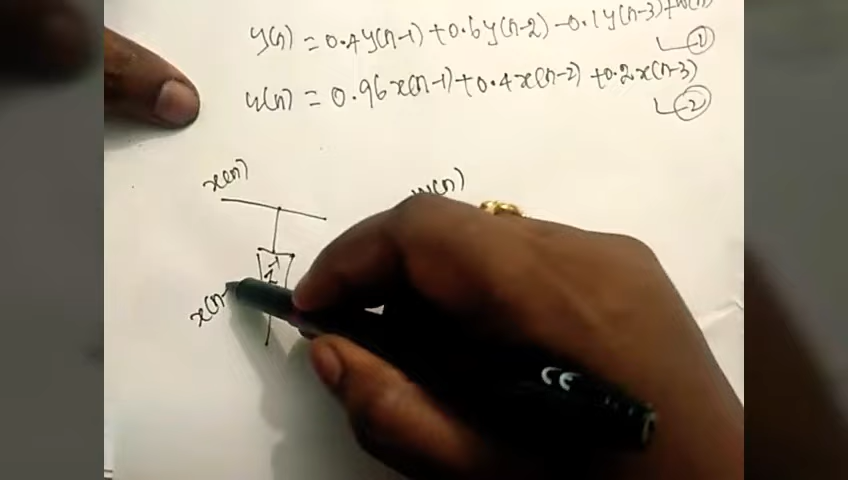 y(n) = 0.4y(n-1) + 0.6y(n-2) - 0.1y(n-3) + w(n)
①
w(n) = 0.96x(n-1) + 0.4x(n-2) + 0.2x(n-3)
②
x(n)
w(n)
z⁻¹
x(n-